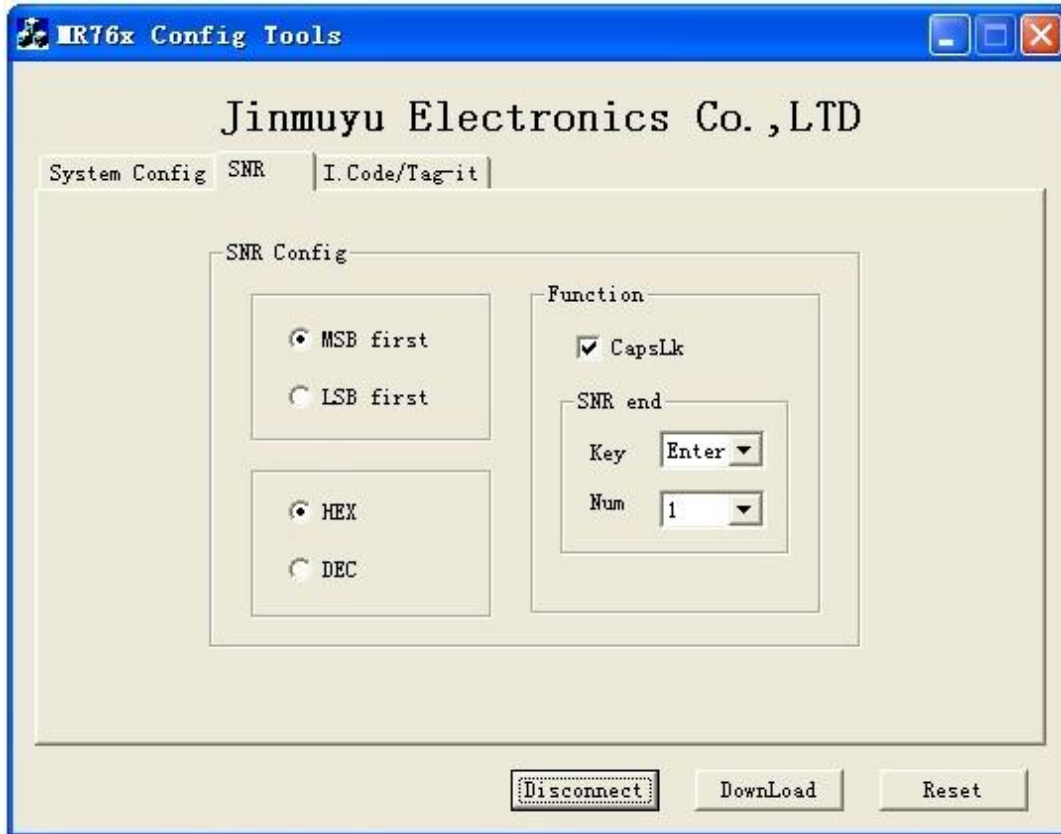 MR76x Config Tools
Jinmuyu Electronics Co.,LTD
System Config SNR I.Code/Tag-it
SNR Config
MSB first
LSB first
HEX
DEC
Function
CapsLk
SNR end
Key Enter
Num 1
Disconnect DownLoad Reset